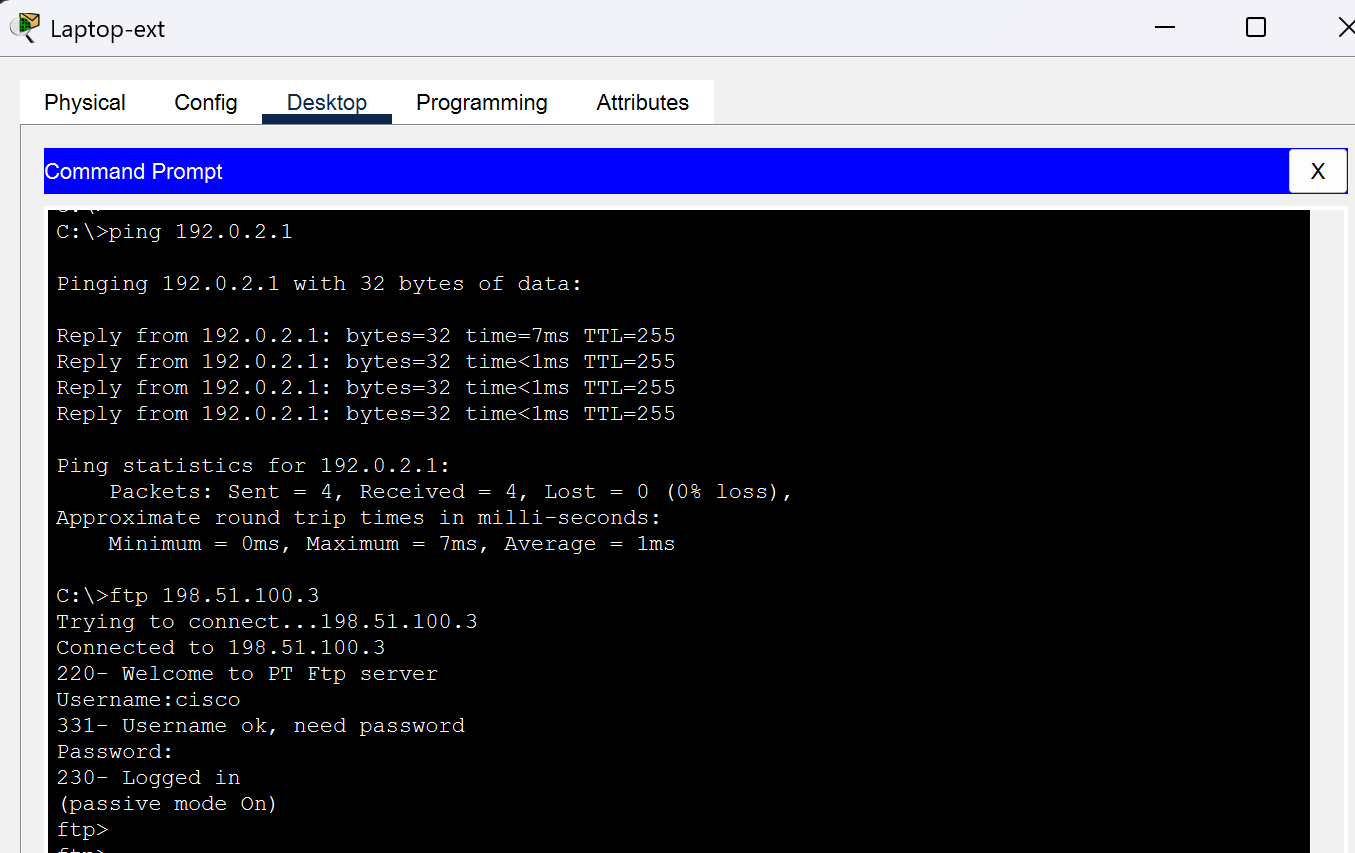 Laptop-ext
Physical Config Desktop Programming Attributes
Command Prompt X
C:\>ping 192.0.2.1
Pinging 192.0.2.1 with 32 bytes of data:
Reply from 192.0.2.1: bytes=32 time=7ms TTL=255
Reply from 192.0.2.1: bytes=32 time<1ms TTL=255
Reply from 192.0.2.1: bytes=32 time<1ms TTL=255
Reply from 192.0.2.1: bytes=32 time<1ms TTL=255
Ping statistics for 192.0.2.1:
    Packets: Sent = 4, Received = 4, Lost = 0 (0% loss),
Approximate round trip times in milli-seconds:
    Minimum = 0ms, Maximum = 7ms, Average = 1ms
C:\>ftp 198.51.100.3
Trying to connect...198.51.100.3
Connected to 198.51.100.3
220- Welcome to PT Ftp server
Username:cisco
331- Username ok, need password
Password:
230- Logged in
(passive mode On)
ftp>